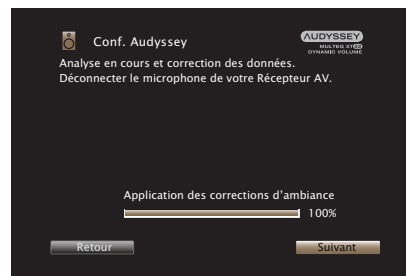 Conf. Audyssey
AUDYSSEY
MULTEQ XT32
DYNAMIC VOLUME
Analyse en cours et correction des données.
Déconnecter le microphone de votre Récepteur AV.
Application des corrections d'ambiance
100%
Retour
Suivant